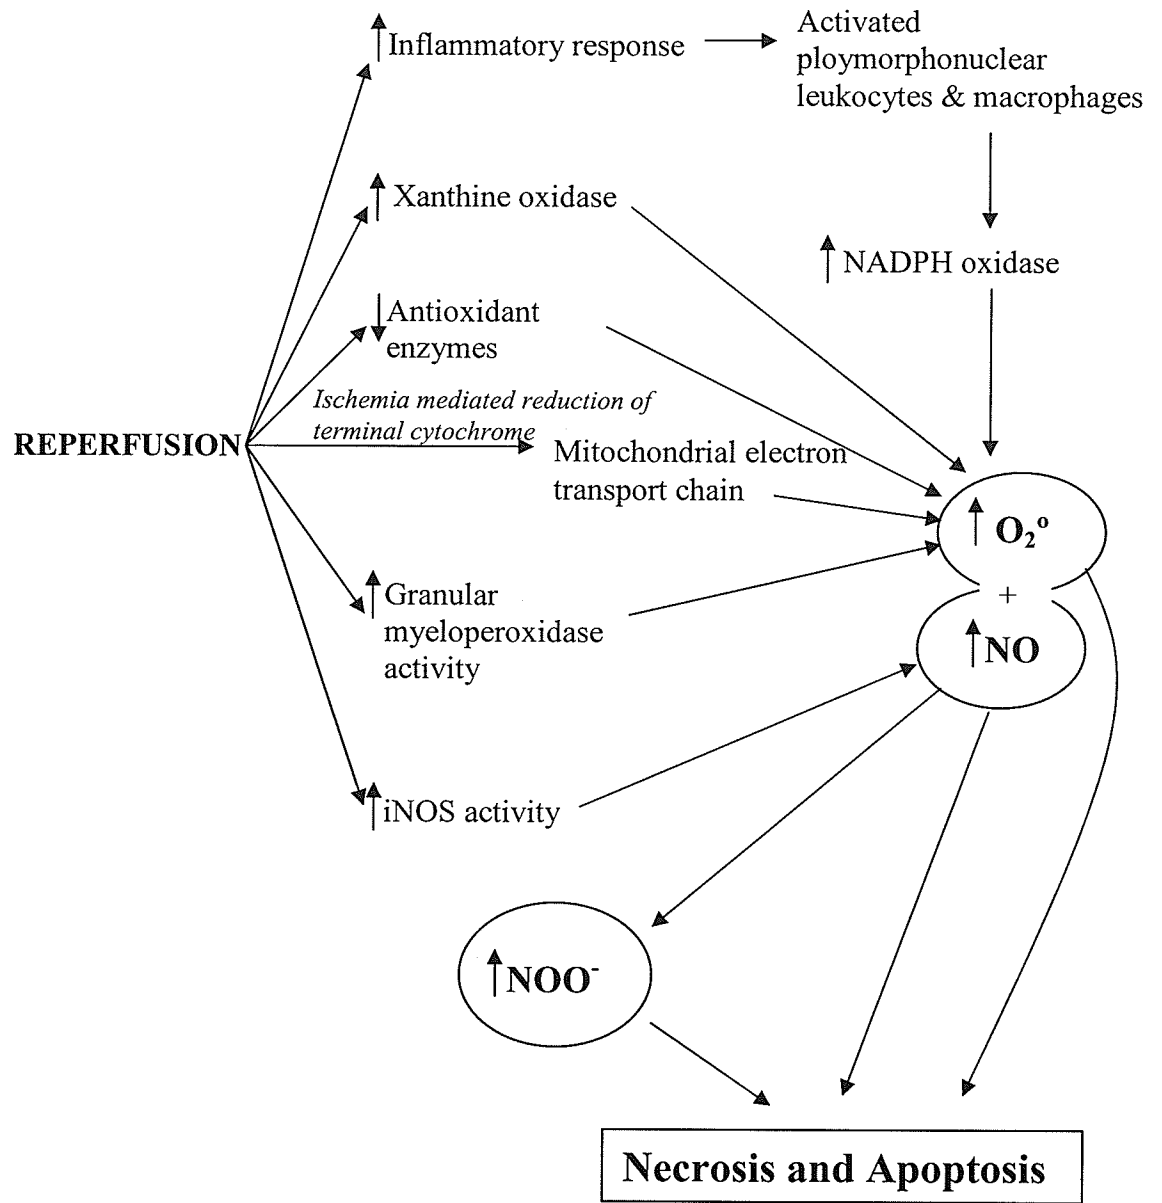 ↑ Inflammatory response
Activated
ploymorphonuclear
leukocytes & macrophages
↑ Xanthine oxidase
↑ NADPH oxidase
↓ Antioxidant
enzymes
Ischemia mediated reduction of
terminal cytochrome
REPERFUSION
Mitochondrial electron
transport chain
↑ O₂º
+
↑ NO
↑ Granular
myeloperoxidase
activity
↑ iNOS activity
↑ NOO⁻
Necrosis and Apoptosis